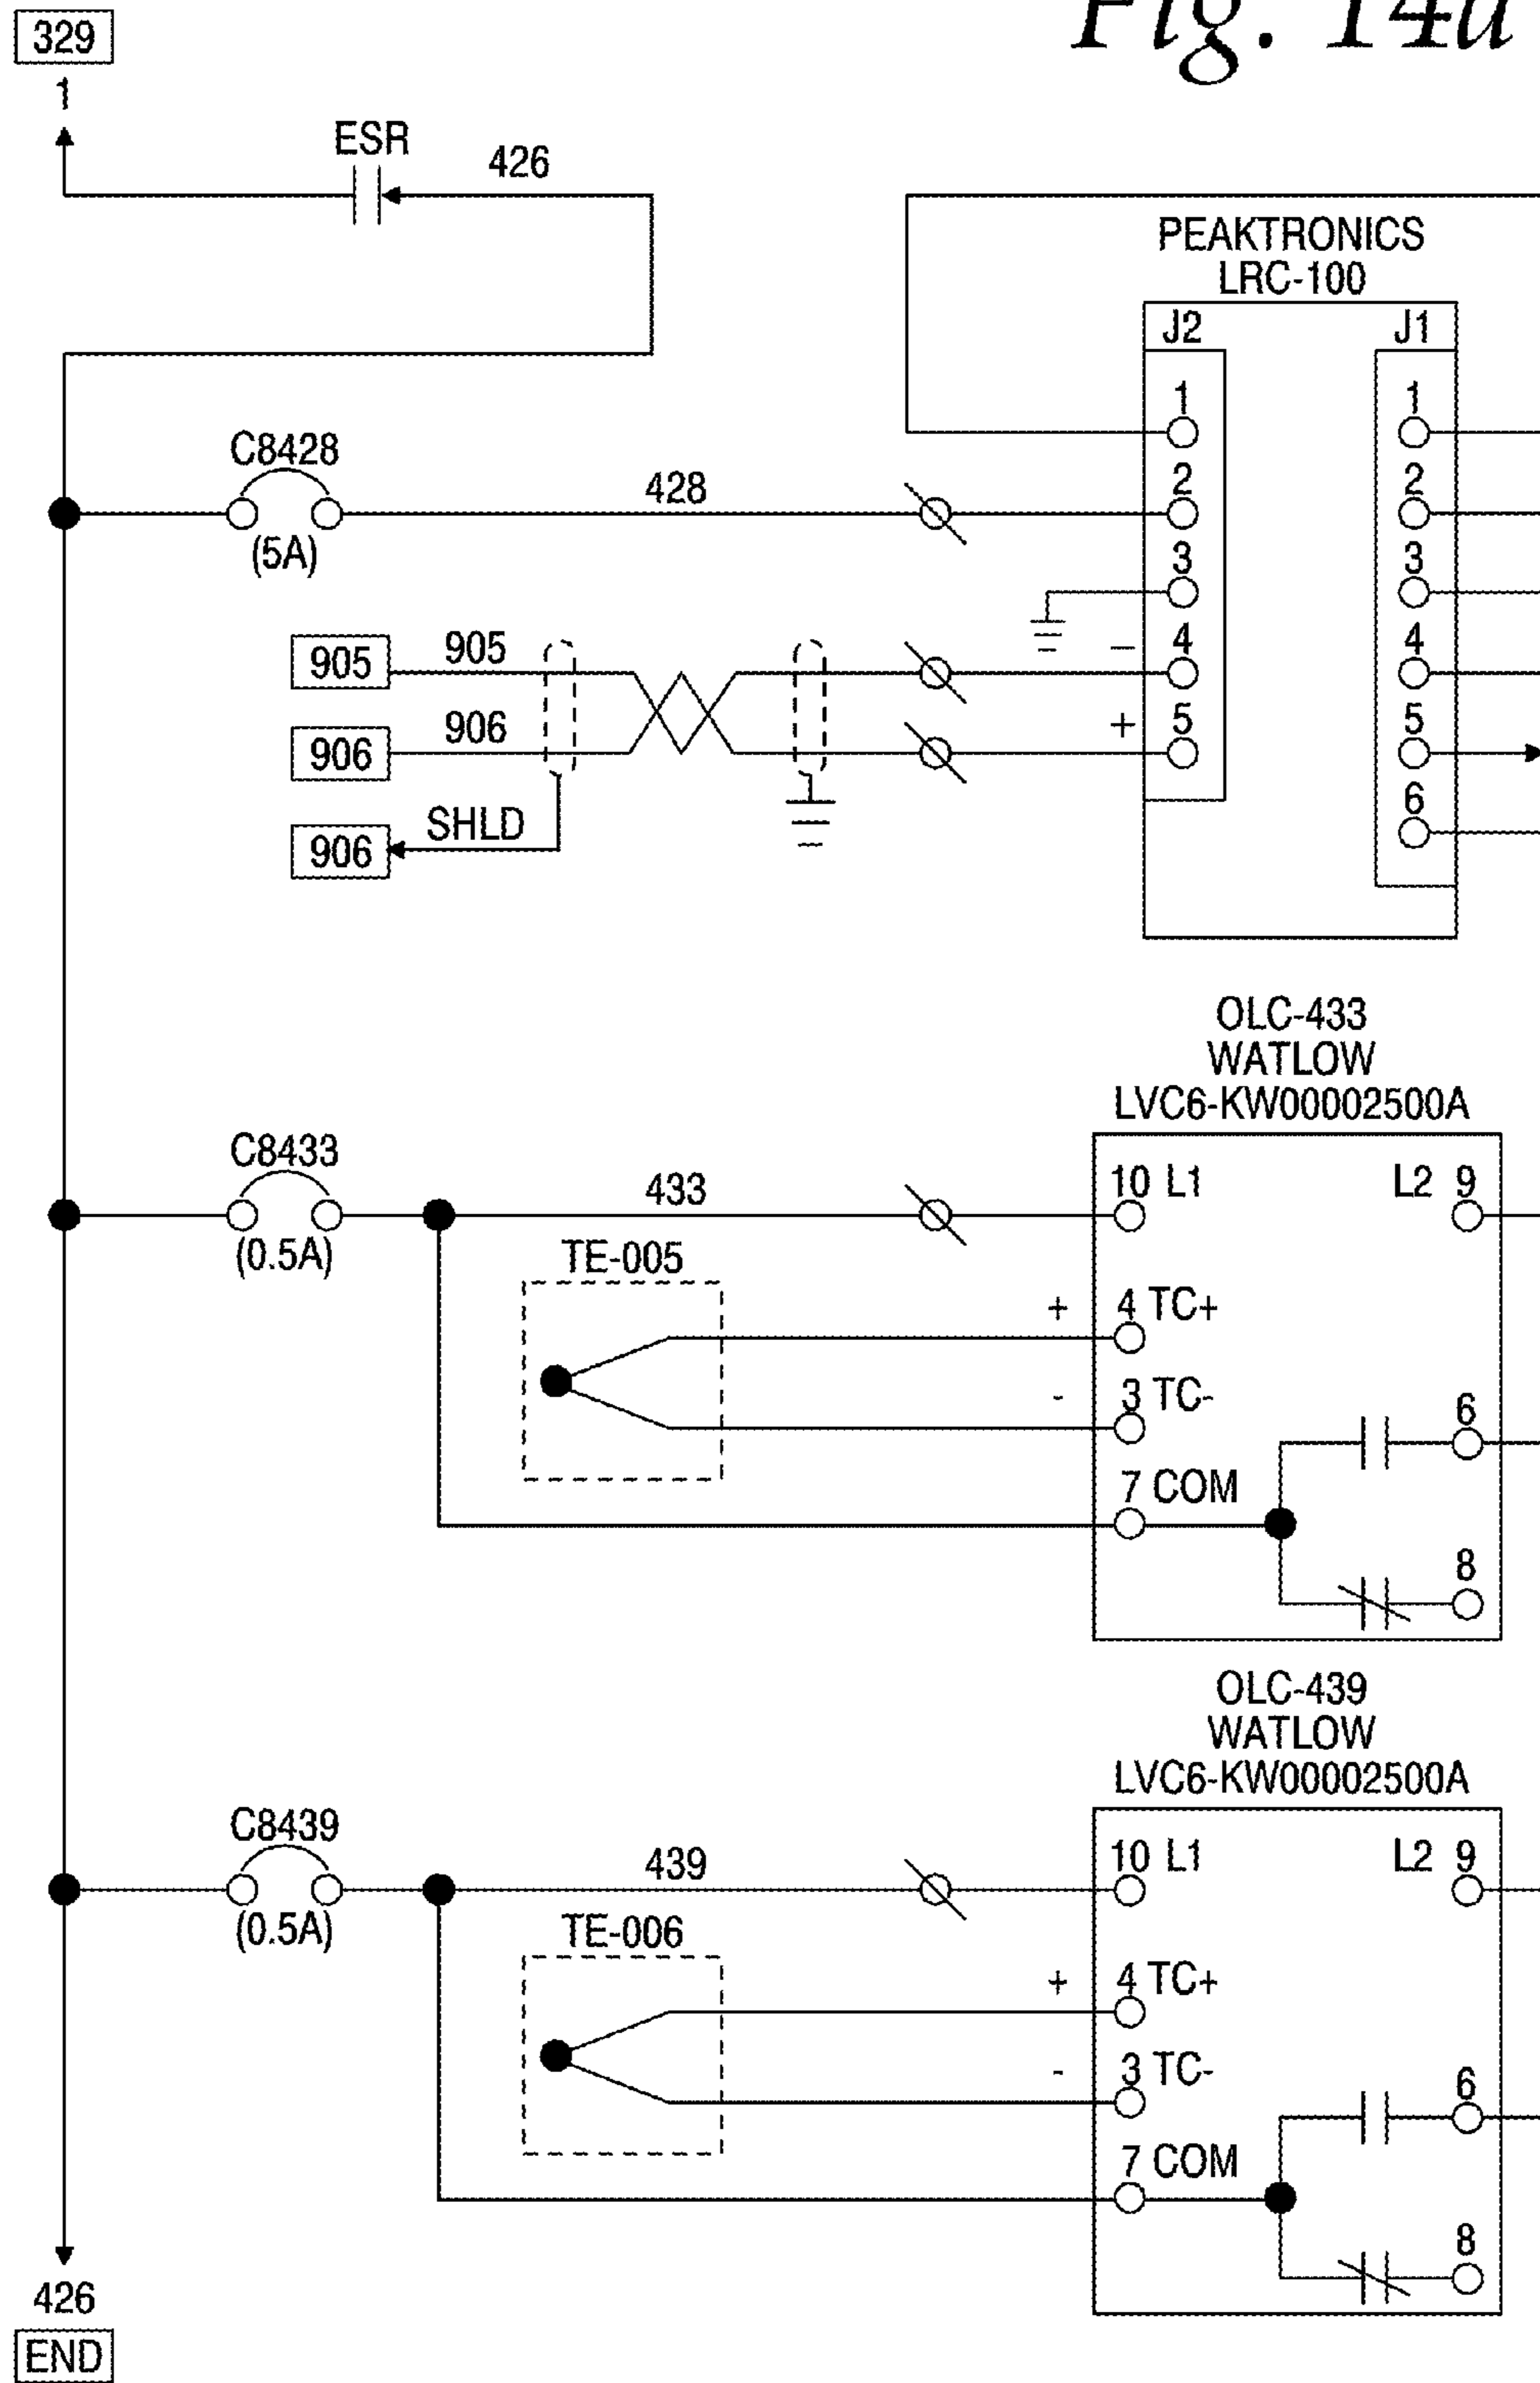 Fig. 14a
329
1
ESR
426
PEAKTRONICS
LRC-100
J2 J1
1 1
C8428
428
2 2
(5A)
3 3
905 905 − 4 4
906 906 + 5 5
906 SHLD
6
OLC-433
WATLOW
LVC6-KW00002500A
C8433
433
10 L1 L2 9
(0.5A)
TE-005
+ 4 TC+
- 3 TC-
6
7 COM
8
OLC-439
WATLOW
LVC6-KW00002500A
C8439
439
10 L1 L2 9
(0.5A)
TE-006
+ 4 TC+
- 3 TC-
6
7 COM
8
426
END